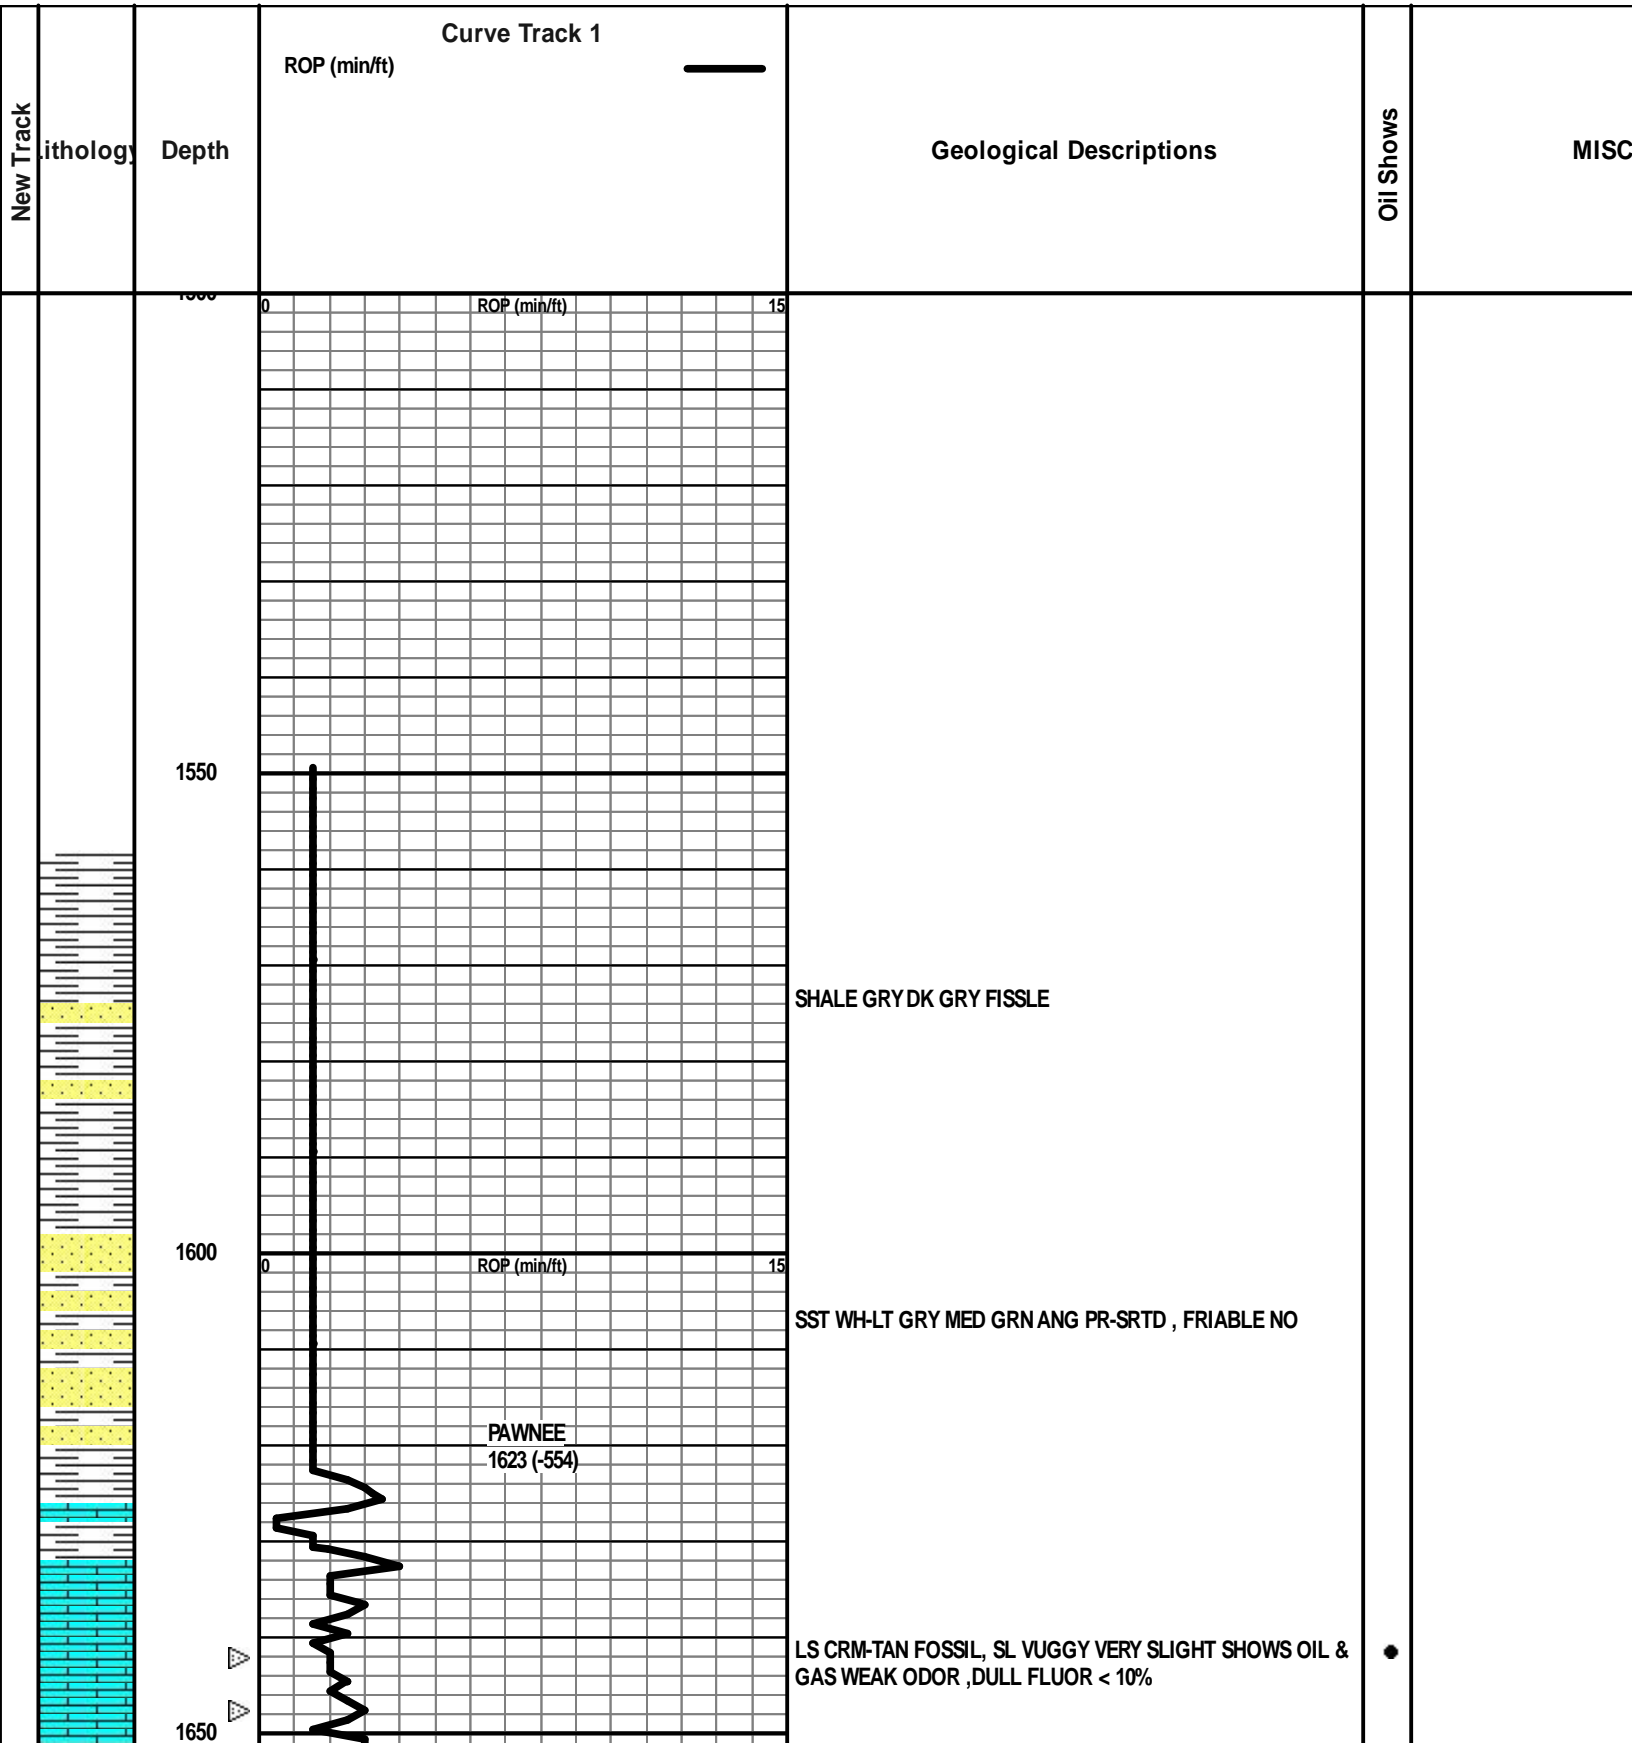 Curve Track 1
ROP (min/ft)
New Track
ithology
Depth
Geological Descriptions
Oil Shows
MISC
0 ROP (min/ft) 15
1550
SHALE GRY DK GRY FISSLE
1600
0 ROP (min/ft) 15
SST WH-LT GRY MED GRN ANG PR-SRTD , FRIABLE NO
PAWNEE
1623 (-554)
LS CRM-TAN FOSSIL, SL VUGGY VERY SLIGHT SHOWS OIL &
GAS WEAK ODOR ,DULL FLUOR < 10%
1650